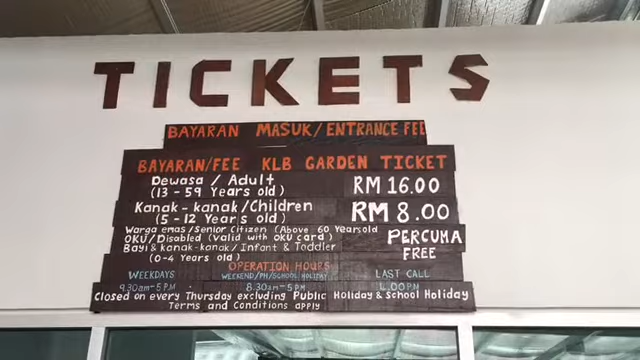 TICKETS
BAYARAN MASUK/ENTRANCE FEE
BAYARAN/FEE KLB GARDEN TICKET
Dewasa / Adult
(13-59 Years old)
RM 16.00
Kanak-kanak/Children
(5-12 Years old)
RM 8.00
Warga emas/Senior Citizen (Above 60 Years old
OKU/Disabled (Valid with OKU card)
Bayi & kanak-kanak/Infant & Toddler
(0-4 Years old)
PERCUMA
FREE
OPERATION HOURS
WEEKDAYS
WEEKEND/PH/SCHOOL HOLIDAY
LAST CALL
9.30am-5PM
8.30am-5PM
4.00PM
Closed on every Thursday excluding Public Holiday & School Holiday
Terms and Conditions apply